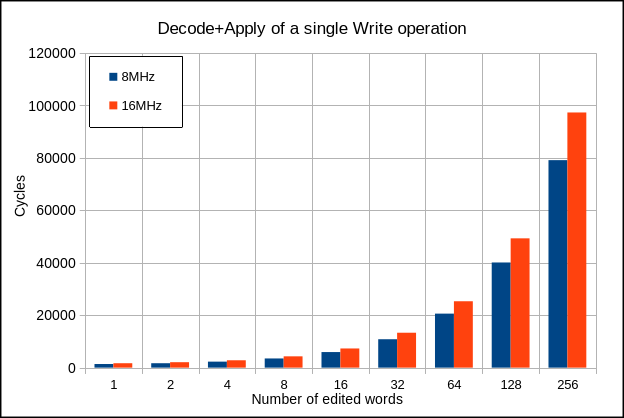 Decode+Apply of a single Write operation
120000
100000
80000
60000
40000
20000
0
8MHz
16MHz
Cycles
1 2 4 8 16 32 64 128 256
Number of edited words